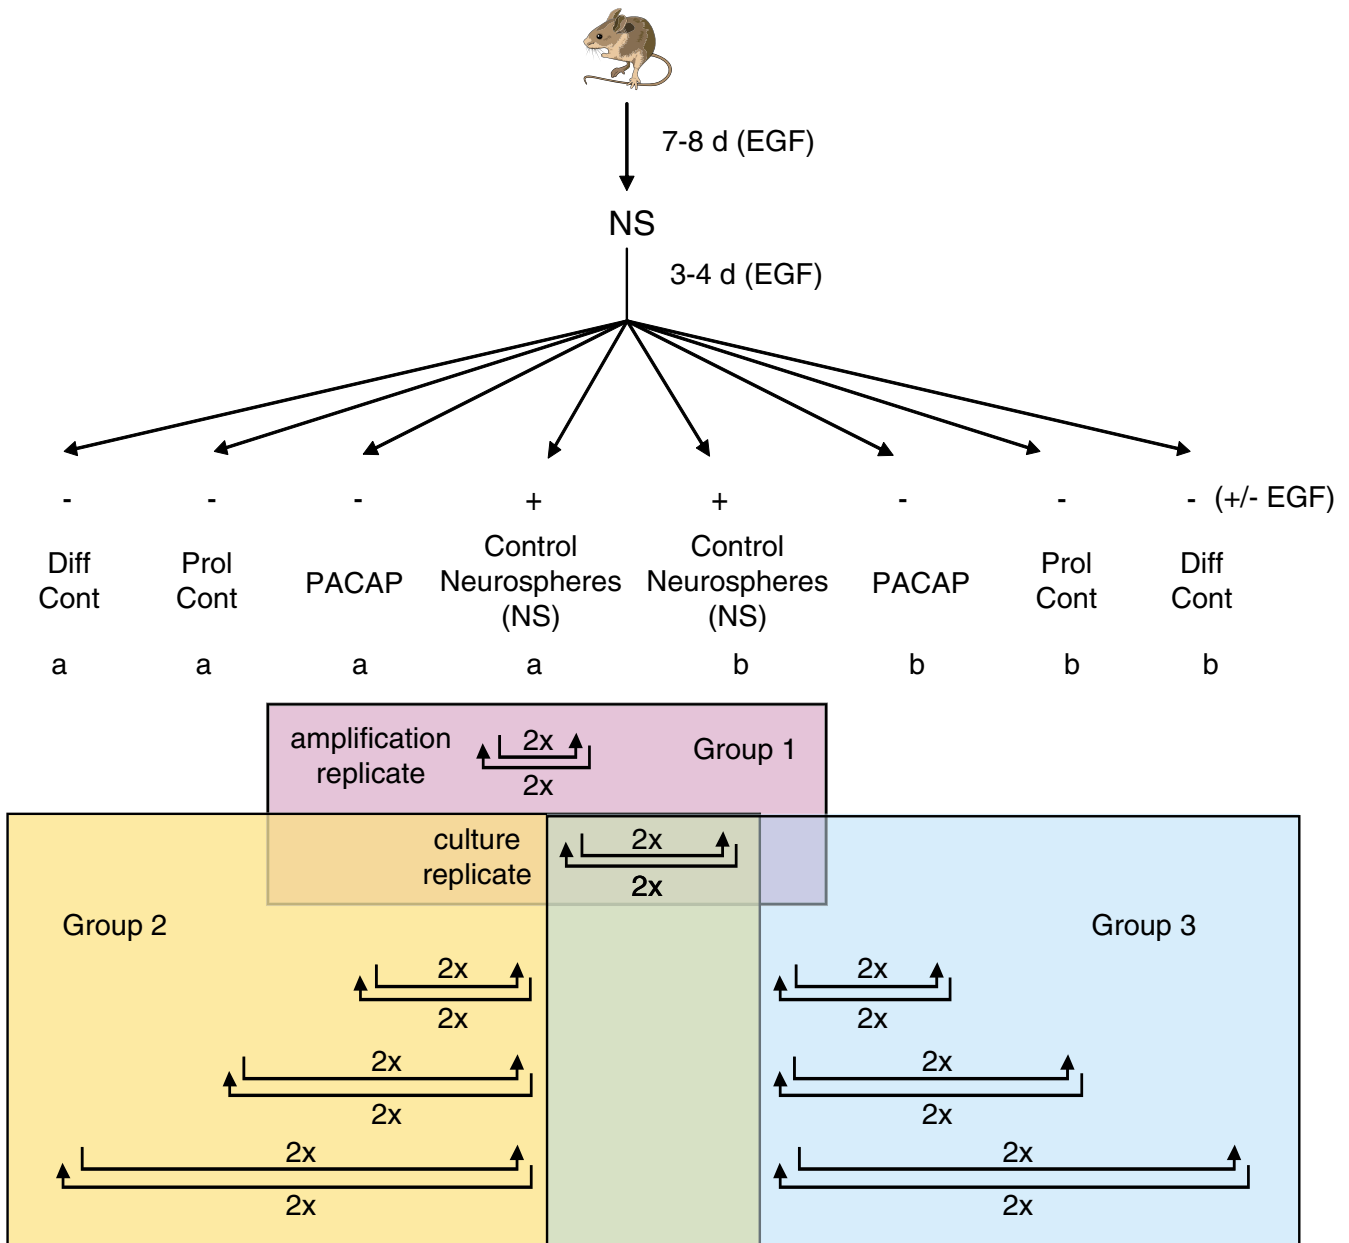 7-8 d (EGF)
NS
3-4 d (EGF)
- - - + + - - - (+/- EGF)
Diff
Cont
Prol
Cont
PACAP
Control
Neurospheres
(NS)
Control
Neurospheres
(NS)
PACAP
Prol
Cont
Diff
Cont
a a a a b b b b
amplification
replicate
2x
2x
Group 1
culture
replicate
2x
2x
Group 2
Group 3
2x
2x
2x
2x
2x
2x
2x
2x
2x
2x
2x
2x